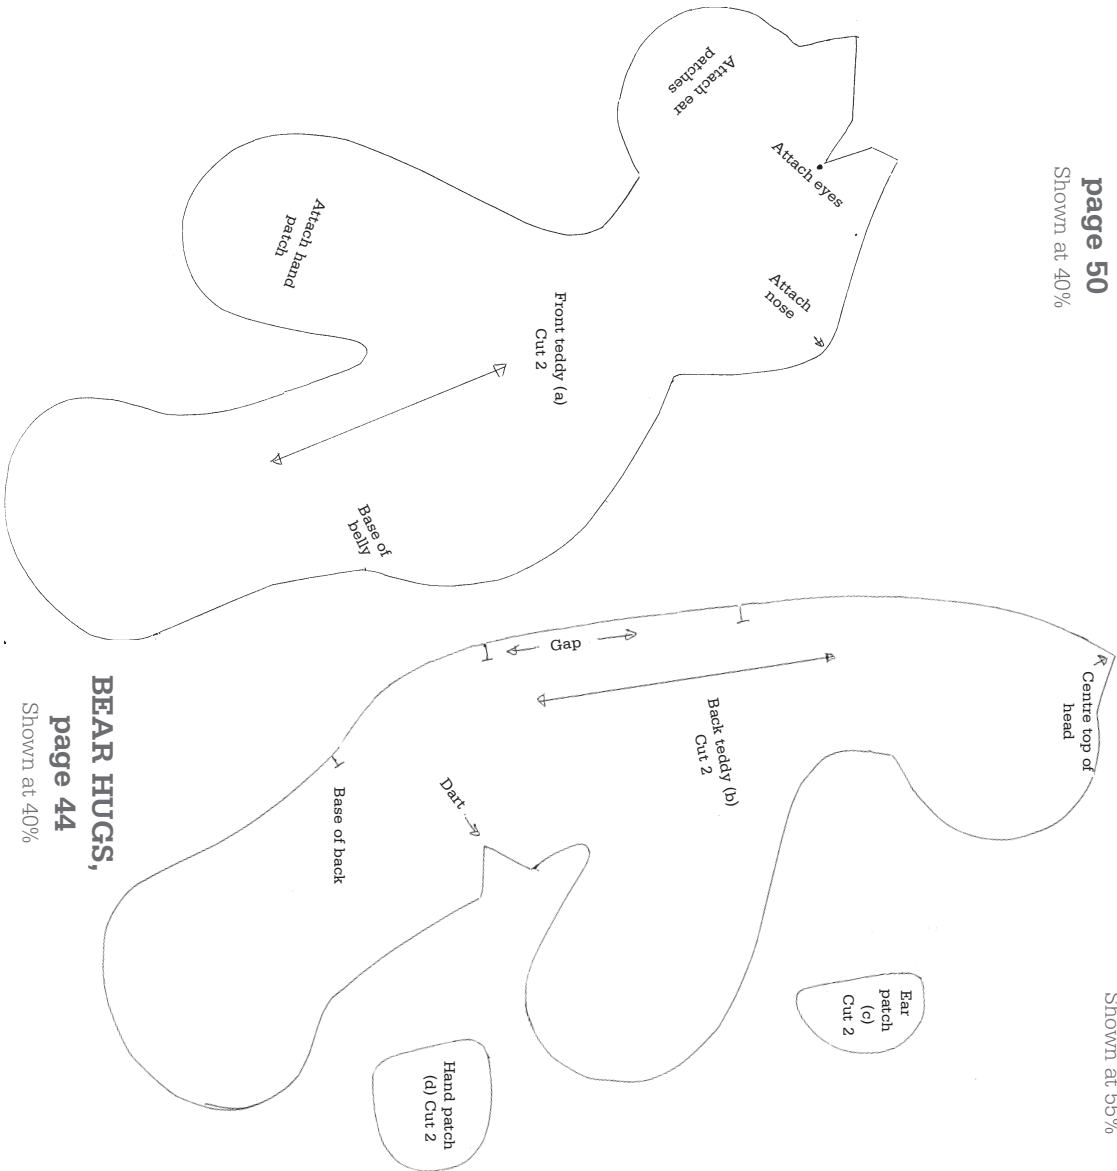 page 50
Shown at 40%
Attach ear
patches
Attach eyes
Attach
nose
Attach hand
patch
Front teddy (a)
Cut 2
Base of
belly
BEAR HUGS,
page 44
Shown at 40%
Gap
Centre top of
head
Back teddy (b)
Cut 2
Dart
Base of back
Ear
patch
(c)
Cut 2
Hand patch
(d) Cut 2
Shown at 55%